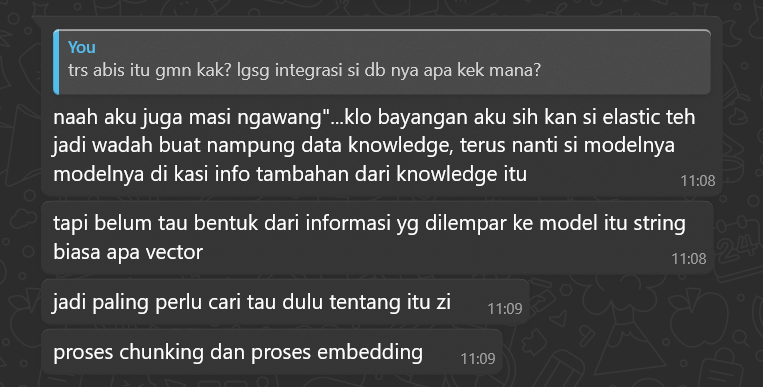 You
trs abis itu gmn kak? lgsg integrasi si db nya apa kek mana?
naah aku juga masi ngawang"...klo bayangan aku sih kan si elastic teh
jadi wadah buat nampung data knowledge, terus nanti si modelnya
modelnya di kasi info tambahan dari knowledge itu
11:08
tapi belum tau bentuk dari informasi yg dilempar ke model itu string
biasa apa vector
11:08
jadi paling perlu cari tau dulu tentang itu zi
11:09
proses chunking dan proses embedding
11:09